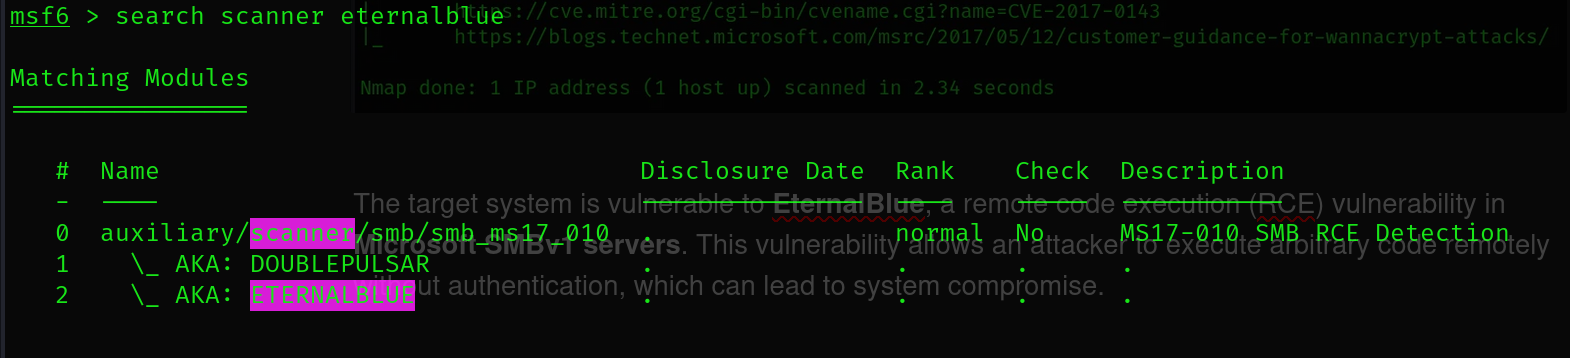 msf6 > search scanner eternalblue
|      https://cve.mitre.org/cgi-bin/cvename.cgi?name=CVE-2017-0143
|_     https://blogs.technet.microsoft.com/msrc/2017/05/12/customer-guidance-for-wannacrypt-attacks/
Matching Modules
================
Nmap done: 1 IP address (1 host up) scanned in 2.34 seconds
#  Name                                Disclosure Date  Rank    Check  Description
-  ----                                ---------------  ----    -----  -----------
The target system is vulnerable to EternalBlue, a remote code execution (RCE) vulnerability in
0  auxiliary/scanner/smb/smb_ms17_010  .                normal  No     MS17-010 SMB RCE Detection
Microsoft SMBv1 servers. This vulnerability allows an attacker to execute arbitrary code remotely
1    \_ AKA: DOUBLEPULSAR              .                .       .      .
without authentication, which can lead to system compromise.
2    \_ AKA: ETERNALBLUE               .                .       .      .